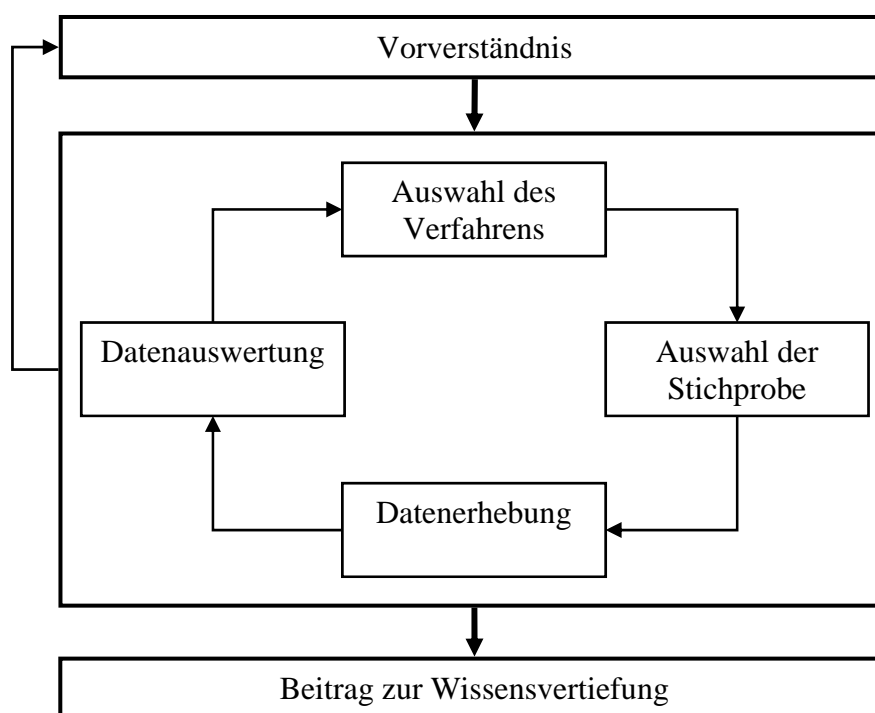 Vorverständnis
Auswahl des
Verfahrens
Datenauswertung
Auswahl der
Stichprobe
Datenerhebung
Beitrag zur Wissensvertiefung